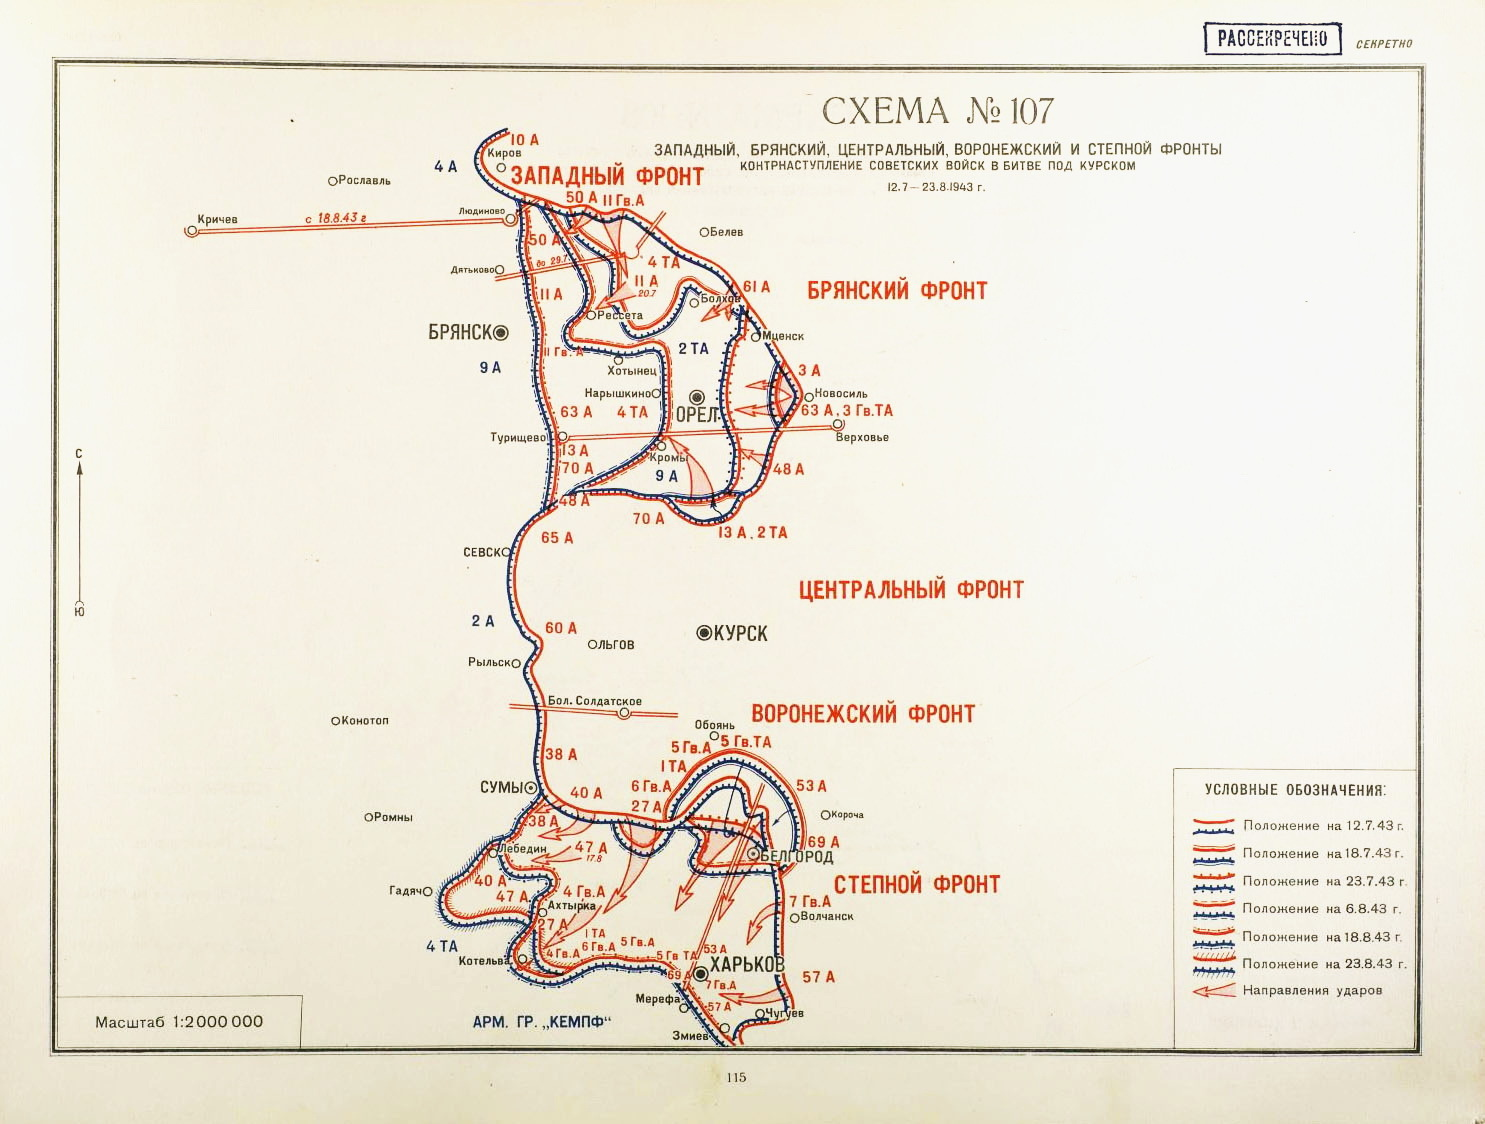 РАССЕКРЕЧЕНО
СЕКРЕТНО
СХЕМА № 107
ЗАПАДНЫЙ, БРЯНСКИЙ, ЦЕНТРАЛЬНЫЙ, ВОРОНЕЖСКИЙ И СТЕПНОЙ ФРОНТЫ
КОНТРНАСТУПЛЕНИЕ СОВЕТСКИХ ВОЙСК В БИТВЕ ПОД КУРСКОМ
12.7–23.8.1943 г.
10 А
Киров
4 А
ЗАПАДНЫЙ ФРОНТ
Рославль
50 А
11 Гв.А
Людиново
Кричев
с 18.8.43 г
Белев
50 А
до 29.7
4 ТА
Дятьково
11 А
20.7
61 А
БРЯНСКИЙ ФРОНТ
11 А
Болхов
Рессета
БРЯНСК
Мценск
11 Гв. А
2 ТА
9 А
Хотынец
3 А
Нарышкино
Новосиль
63 А
4 ТА
ОРЕЛ
63 А, 3 Гв.ТА
Турищево
Верховье
13 А
Кромы
70 А
9 А
48 А
48 А
70 А
13 А, 2 ТА
65 А
СЕВСК
ЦЕНТРАЛЬНЫЙ ФРОНТ
2 А
60 А
КУРСК
ОЛЬГОВ
Рыльск
Бол. Солдатское
ВОРОНЕЖСКИЙ ФРОНТ
Конотоп
Обоянь
5 Гв.А
5 Гв.ТА
38 А
1 ТА
СУМЫ
40 А
6 Гв.А
53 А
27 А
Ромны
38 А
Короча
69 А
Лебедин
47 А
17.8
БЕЛГОРОД
40 А
СТЕПНОЙ ФРОНТ
Гадяч
47 А.
4 Гв.А
7 Гв.А
Ахтырка
Волчанск
27 А
1 ТА
4 ТА
6 Гв.А
5 Гв.А
53 А
4 Гв.А
5 Гв ТА
Котельва
ХАРЬКОВ
69 А
57 А
7 Гв.А
Мерефа
57 А
Чугуев
АРМ. ГР. „КЕМПФ“
Змиев
С
Ю
Масштаб 1:2 000 000
УСЛОВНЫЕ ОБОЗНАЧЕНИЯ:
Положение на 12.7.43 г.
Положение на 18.7.43 г.
Положение на 23.7.43 г.
Положение на 6.8.43 г.
Положение на 18.8.43 г.
Положение на 23.8.43 г.
Направления ударов
115